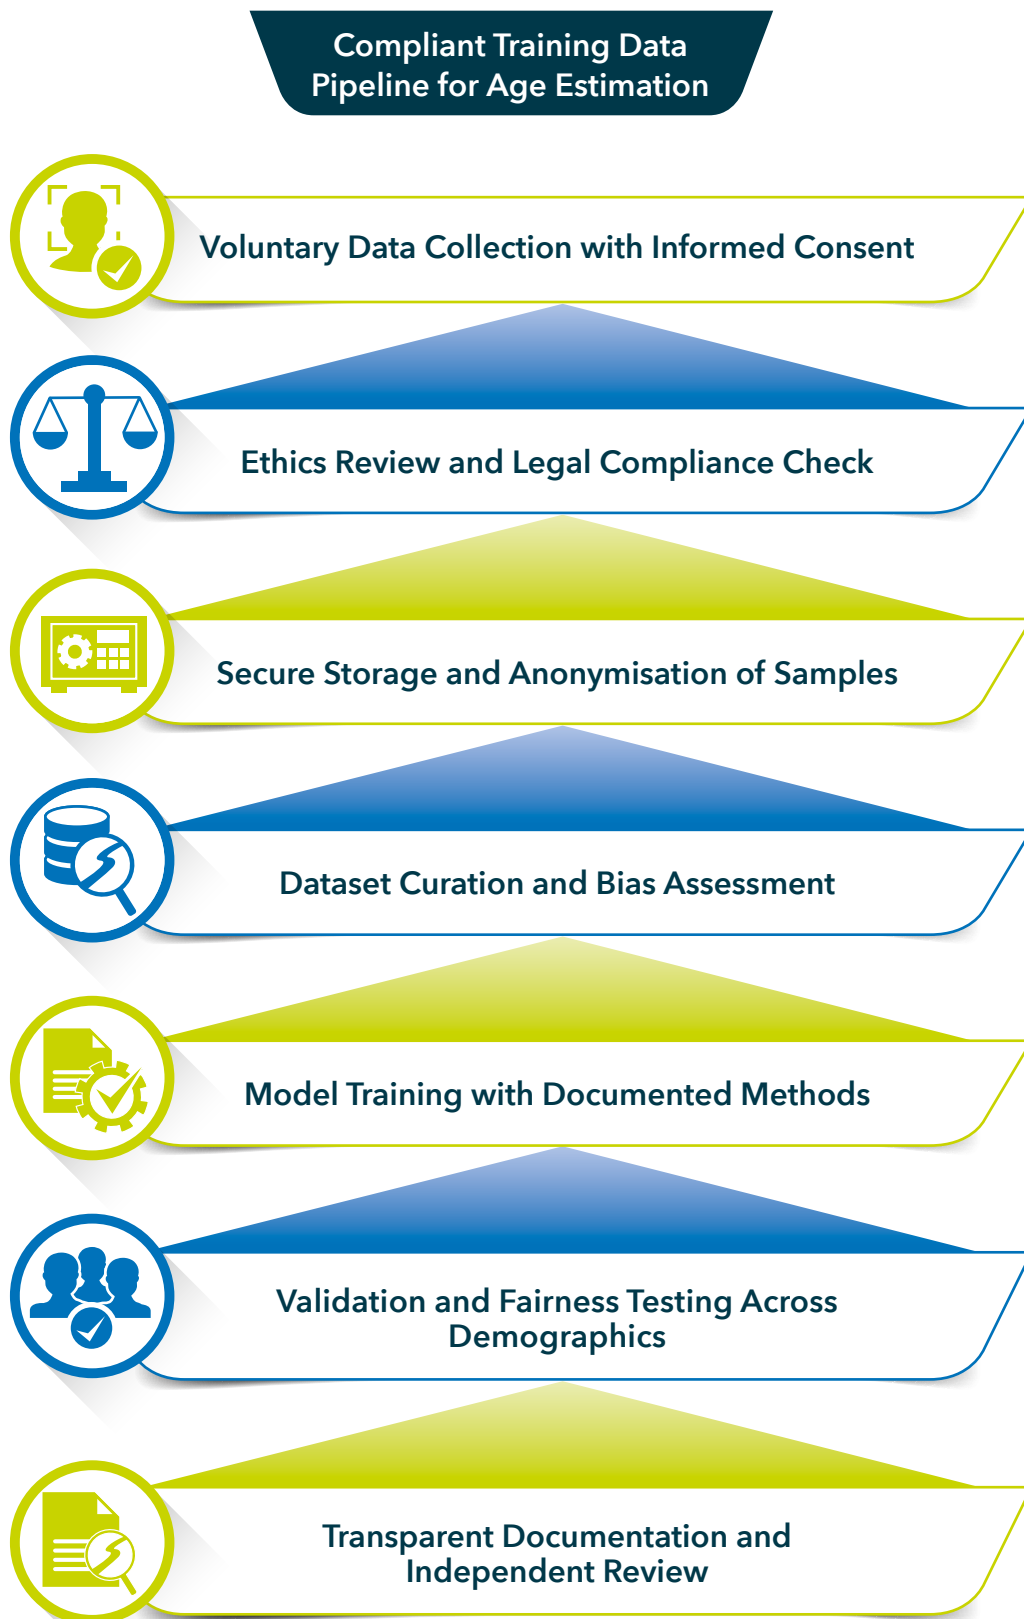 Compliant Training Data
Pipeline for Age Estimation
Voluntary Data Collection with Informed Consent
Ethics Review and Legal Compliance Check
Secure Storage and Anonymisation of Samples
Dataset Curation and Bias Assessment
Model Training with Documented Methods
Validation and Fairness Testing Across
Demographics
Transparent Documentation and
Independent Review